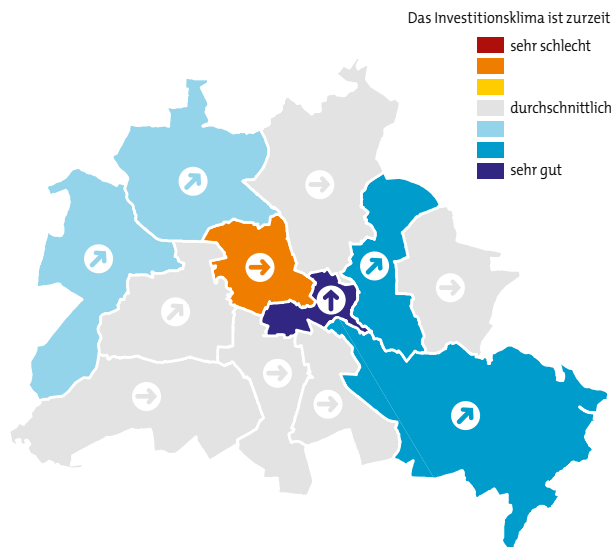 Das Investitionsklima ist zurzeit
sehr schlecht
durchschnittlich
sehr gut